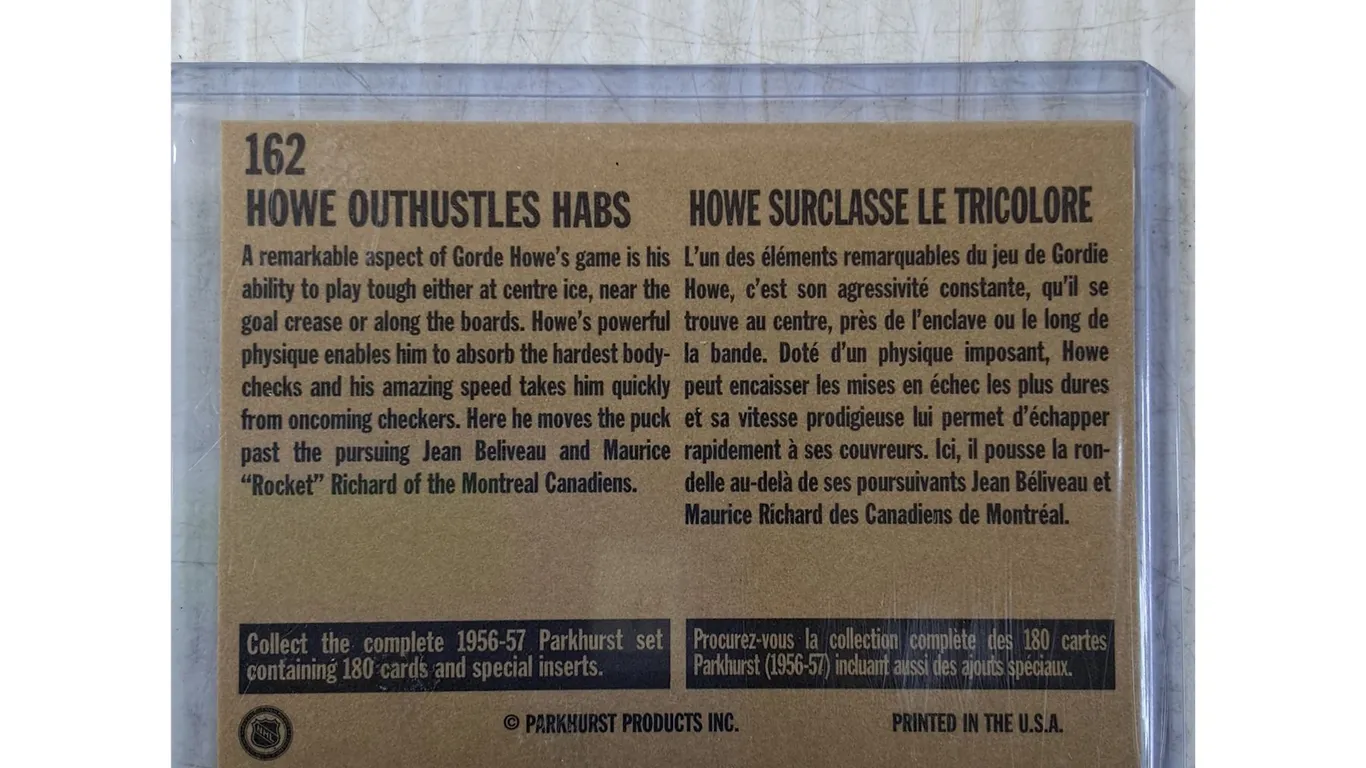 162
HOWE OUTHUSTLES HABS
A remarkable aspect of Gorde Howe's game is his
ability to play tough either at centre ice, near the
goal crease or along the boards. Howe's powerful
physique enables him to absorb the hardest body-
checks and his amazing speed takes him quickly
from oncoming checkers. Here he moves the puck
past the pursuing Jean Beliveau and Maurice
“Rocket” Richard of the Montreal Canadiens.
HOWE SURCLASSE LE TRICOLORE
L'un des éléments remarquables du jeu de Gordie
Howe, c'est son agressivité constante, qu'il se
trouve au centre, près de l'enclave ou le long de
la bande. Doté d'un physique imposant, Howe
peut encaisser les mises en échec les plus dures
et sa vitesse prodigieuse lui permet d'échapper
rapidement à ses couvreurs. Ici, il pousse la ron-
delle au-delà de ses poursuivants Jean Béliveau et
Maurice Richard des Canadiens de Montréal.
Collect the complete 1956-57 Parkhurst set
containing 180 cards and special inserts.
Procurez-vous la collection complète des 180 cartes
Parkhurst (1956-57) incluant aussi des ajouts spéciaux.
NHL
© PARKHURST PRODUCTS INC.
PRINTED IN THE U.S.A.